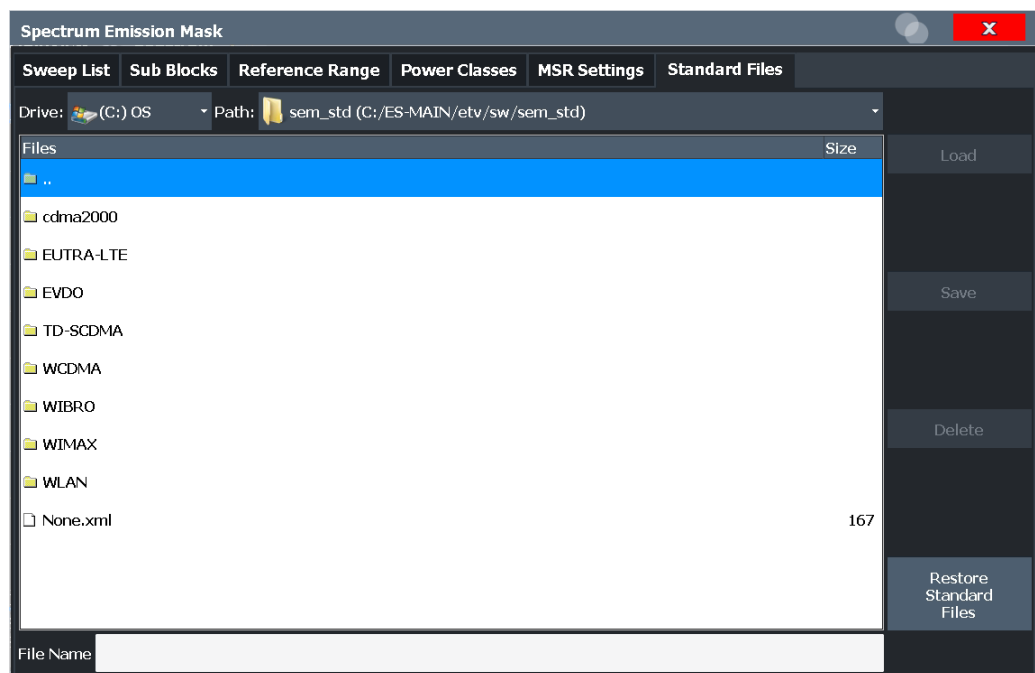 Spectrum Emission Mask X
Sweep List Sub Blocks Reference Range Power Classes MSR Settings Standard Files
Drive: (C:) OS Path: sem_std (C:/ES-MAIN/etv/sw/sem_std)
Files Size
Load
..
cdma2000
EUTRA-LTE
EVDO
Save
TD-SCDMA
WCDMA
WIBRO
Delete
WIMAX
WLAN
None.xml 167
Restore
Standard
Files
File Name